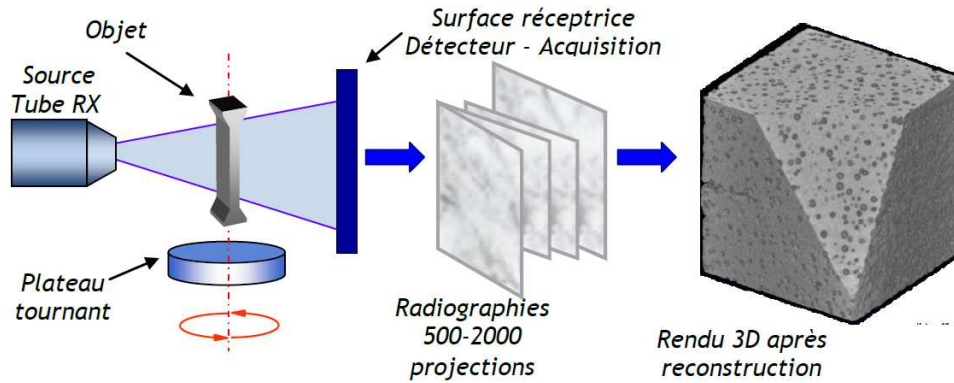 Objet
Source
Tube RX
Surface réceptrice
Détecteur - Acquisition
Plateau
tournant
Radiographies
500-2000
projections
Rendu 3D après
reconstruction